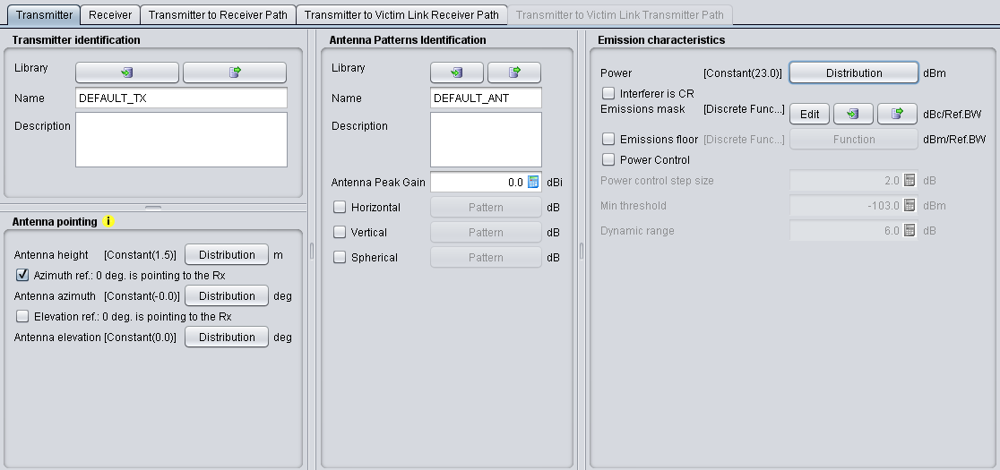 Transmitter Receiver Transmitter to Receiver Path Transmitter to Victim Link Receiver Path Transmitter to Victim Link Transmitter Path
Transmitter identification
Library
Name DEFAULT_TX
Description
Antenna pointing i
Antenna height [Constant(1.5)] Distribution m
Azimuth ref.: 0 deg. is pointing to the Rx
Antenna azimuth [Constant(-0.0)] Distribution deg
Elevation ref.: 0 deg. is pointing to the Rx
Antenna elevation [Constant(0.0)] Distribution deg
Antenna Patterns Identification
Library
Name DEFAULT_ANT
Description
Antenna Peak Gain 0.0 dBi
Horizontal Pattern dB
Vertical Pattern dB
Spherical Pattern dB
Emission characteristics
Power [Constant(23.0)] Distribution dBm
Interferer is CR
Emissions mask [Discrete Func...] Edit dBc/Ref.BW
Emissions floor [Discrete Func...] Function dBm/Ref.BW
Power Control
Power control step size 2.0 dB
Min threshold -103.0 dBm
Dynamic range 6.0 dB